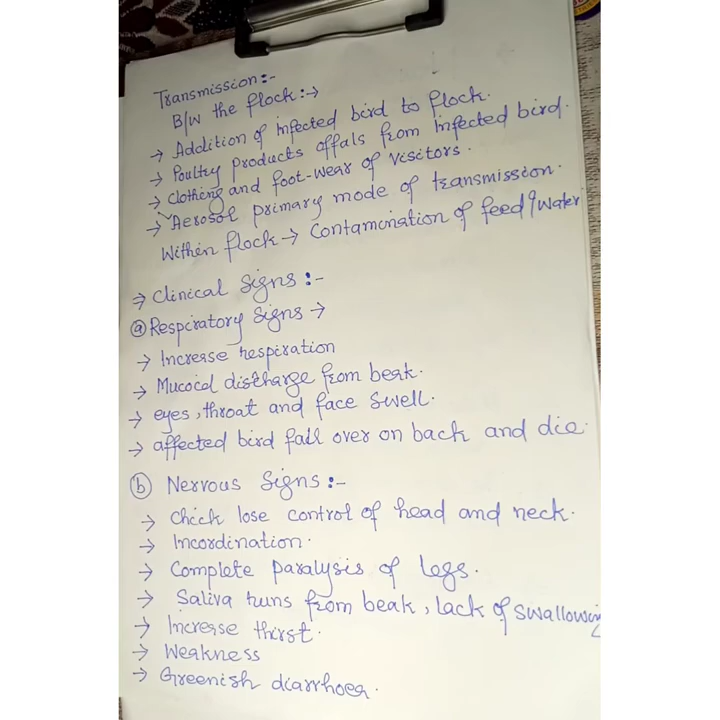 Transmission:-
B/W the flock:→
→ Addition of infected bird to flock.
→ Poultry products offals from infected bird.
→ Clothing and foot-wear of visitors.
→ Aerosol primary mode of transmission.
Within flock → Contamination of feed & water
⇒ Clinical Signs:-
ⓐ Respiratory Signs →
→ Increase respiration
→ Mucocid discharge from beak.
→ eyes, throat and face swell.
→ affected bird fall over on back and die.
ⓑ Nervous Signs:-
→ Chick lose control of head and neck.
→ Incordination.
→ Complete paralysis of legs.
→ Saliva runs from beak, lack of swallowing
→ Increase thirst.
→ Weakness
→ Greenish diarrhoea.